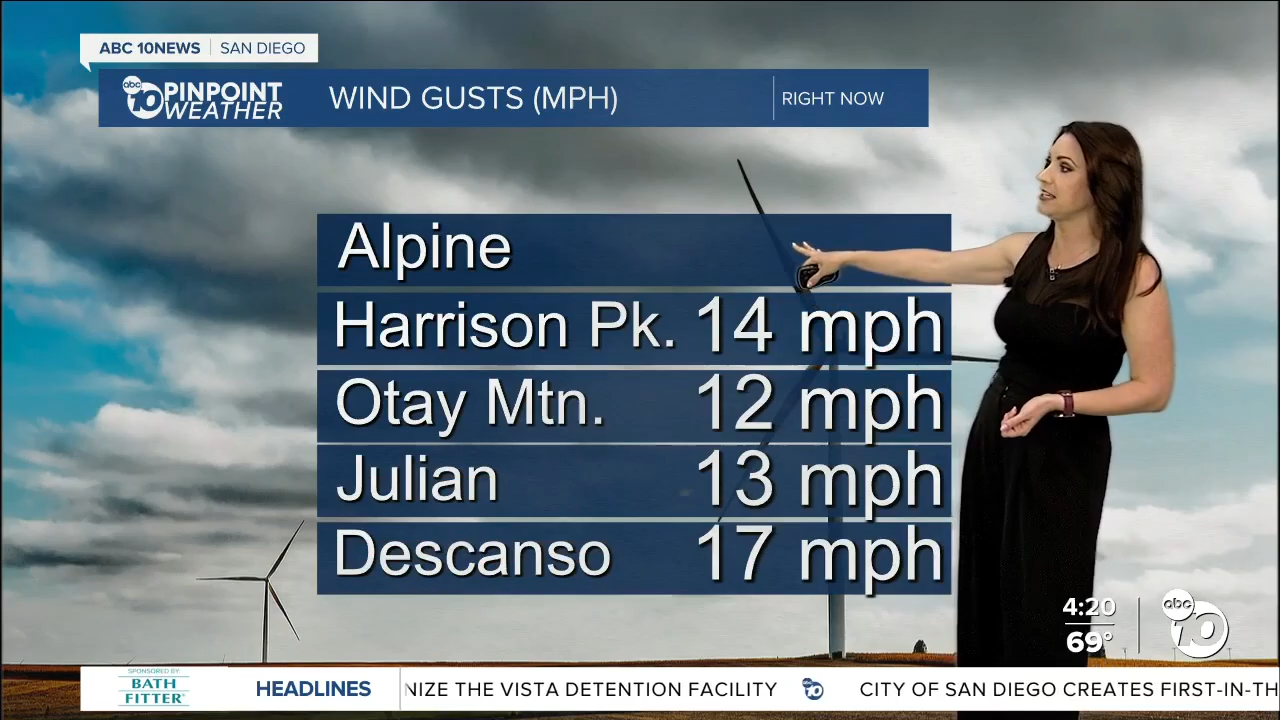 ABC 10NEWS | SAN DIEGO
abc 10 PINPOINT WEATHER
WIND GUSTS (MPH)
RIGHT NOW
Alpine
Harrison Pk. 14 mph
Otay Mtn. 12 mph
Julian 13 mph
Descanso 17 mph
4:20
69°
abc 10
SPONSORED BY:
BATH
FITTER®
HEADLINES
NIZE THE VISTA DETENTION FACILITY 10 CITY OF SAN DIEGO CREATES FIRST-IN-TH